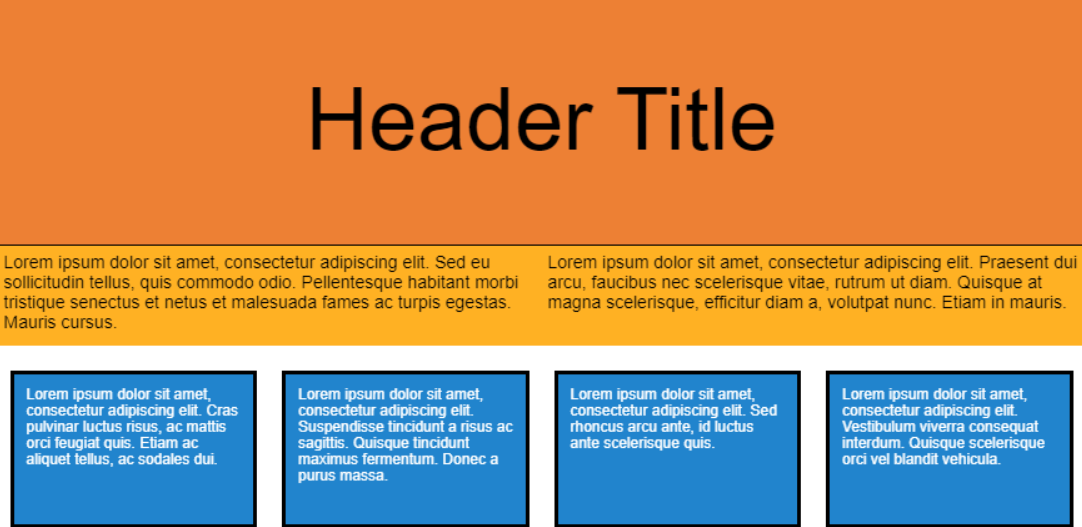 Header Title
Lorem ipsum dolor sit amet, consectetur adipiscing elit. Sed eu
sollicitudin tellus, quis commodo odio. Pellentesque habitant morbi
tristique senectus et netus et malesuada fames ac turpis egestas.
Mauris cursus.
Lorem ipsum dolor sit amet, consectetur adipiscing elit. Praesent dui
arcu, faucibus nec scelerisque vitae, rutrum ut diam. Quisque at
magna scelerisque, efficitur diam a, volutpat nunc. Etiam in mauris.
Lorem ipsum dolor sit amet,
consectetur adipiscing elit. Cras
pulvinar luctus risus, ac mattis
orci feugiat quis. Etiam ac
aliquet tellus, ac sodales dui.
Lorem ipsum dolor sit amet,
consectetur adipiscing elit.
Suspendisse tincidunt a risus ac
sagittis. Quisque tincidunt
maximus fermentum. Donec a
purus massa.
Lorem ipsum dolor sit amet,
consectetur adipiscing elit. Sed
rhoncus arcu ante, id luctus
ante scelerisque quis.
Lorem ipsum dolor sit amet,
consectetur adipiscing elit.
Vestibulum viverra consequat
interdum. Quisque scelerisque
orci vel blandit vehicula.